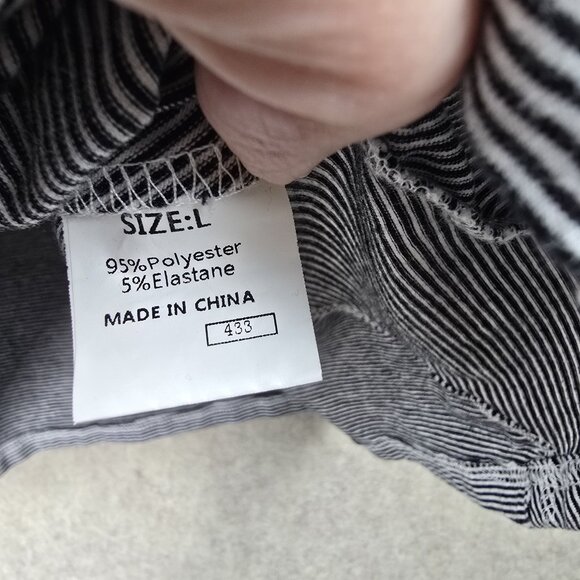 SIZE:L
95%Polyester
5%Elastane
MADE IN CHINA
433